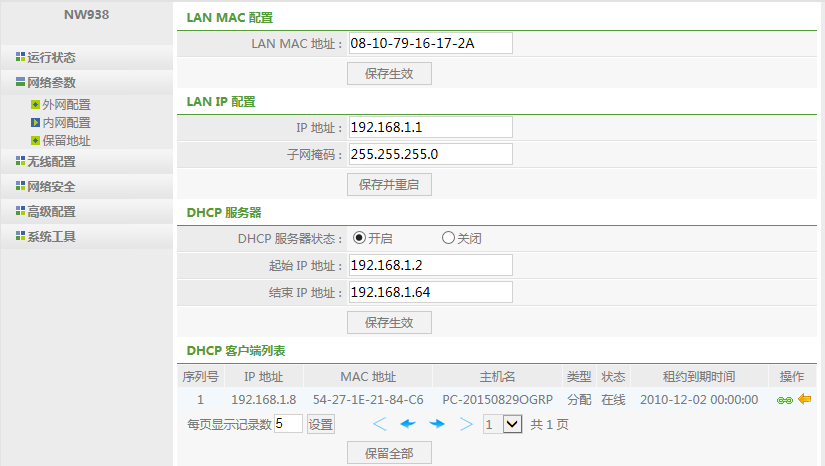 NW938
运行状态
网络参数
外网配置
内网配置
保留地址
无线配置
网络安全
高级配置
系统工具
LAN MAC 配置
LAN MAC 地址： 08-10-79-16-17-2A
保存生效
LAN IP 配置
IP 地址： 192.168.1.1
子网掩码： 255.255.255.0
保存并重启
DHCP 服务器
DHCP 服务器状态： 开启 关闭
起始 IP 地址： 192.168.1.2
结束 IP 地址： 192.168.1.64
保存生效
DHCP 客户端列表
序列号 IP 地址 MAC 地址 主机名 类型 状态 租约到期时间 操作
1 192.168.1.8 54-27-1E-21-84-C6 PC-20150829OGRP 分配 在线 2010-12-02 00:00:00
每页显示记录数 5 设置 1 共 1 页
保留全部